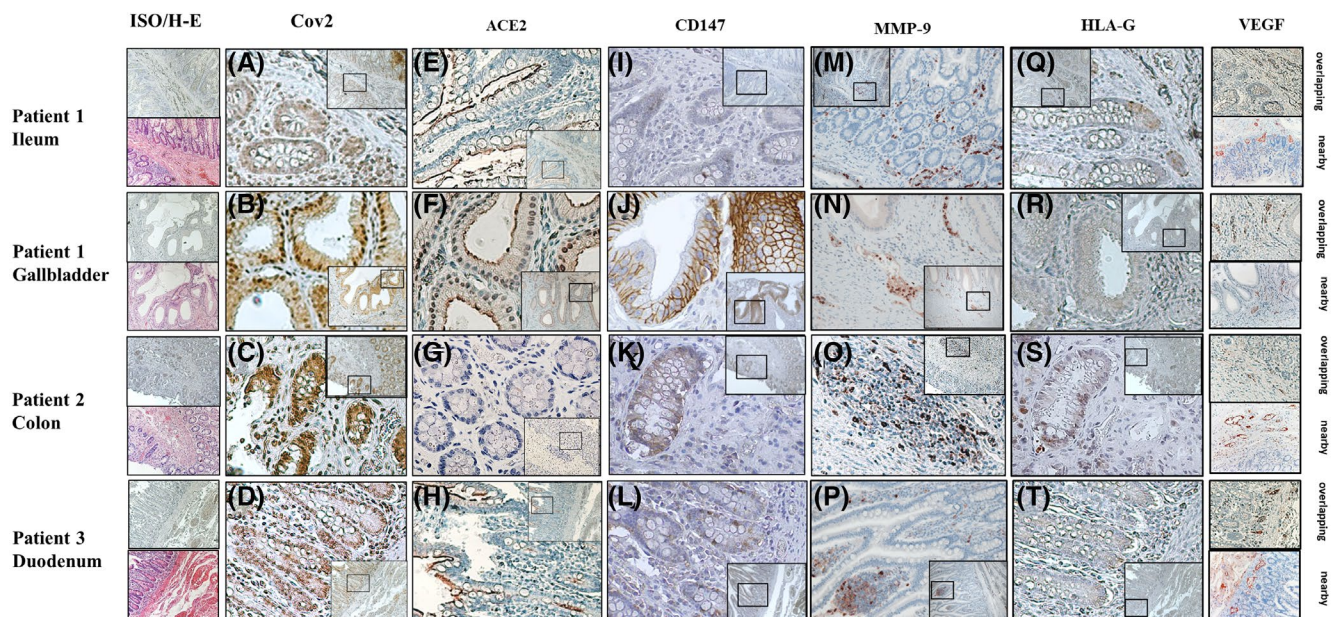 ISO/H-E Cov2 ACE2 CD147 MMP-9 HLA-G VEGF
Patient 1
Ileum
(A) (E) (I) (M) (Q)
overlapping
nearby
Patient 1
Gallbladder
(B) (F) (J) (N) (R)
overlapping
nearby
Patient 2
Colon
(C) (G) (K) (O) (S)
overlapping
nearby
Patient 3
Duodenum
(D) (H) (L) (P) (T)
overlapping
nearby